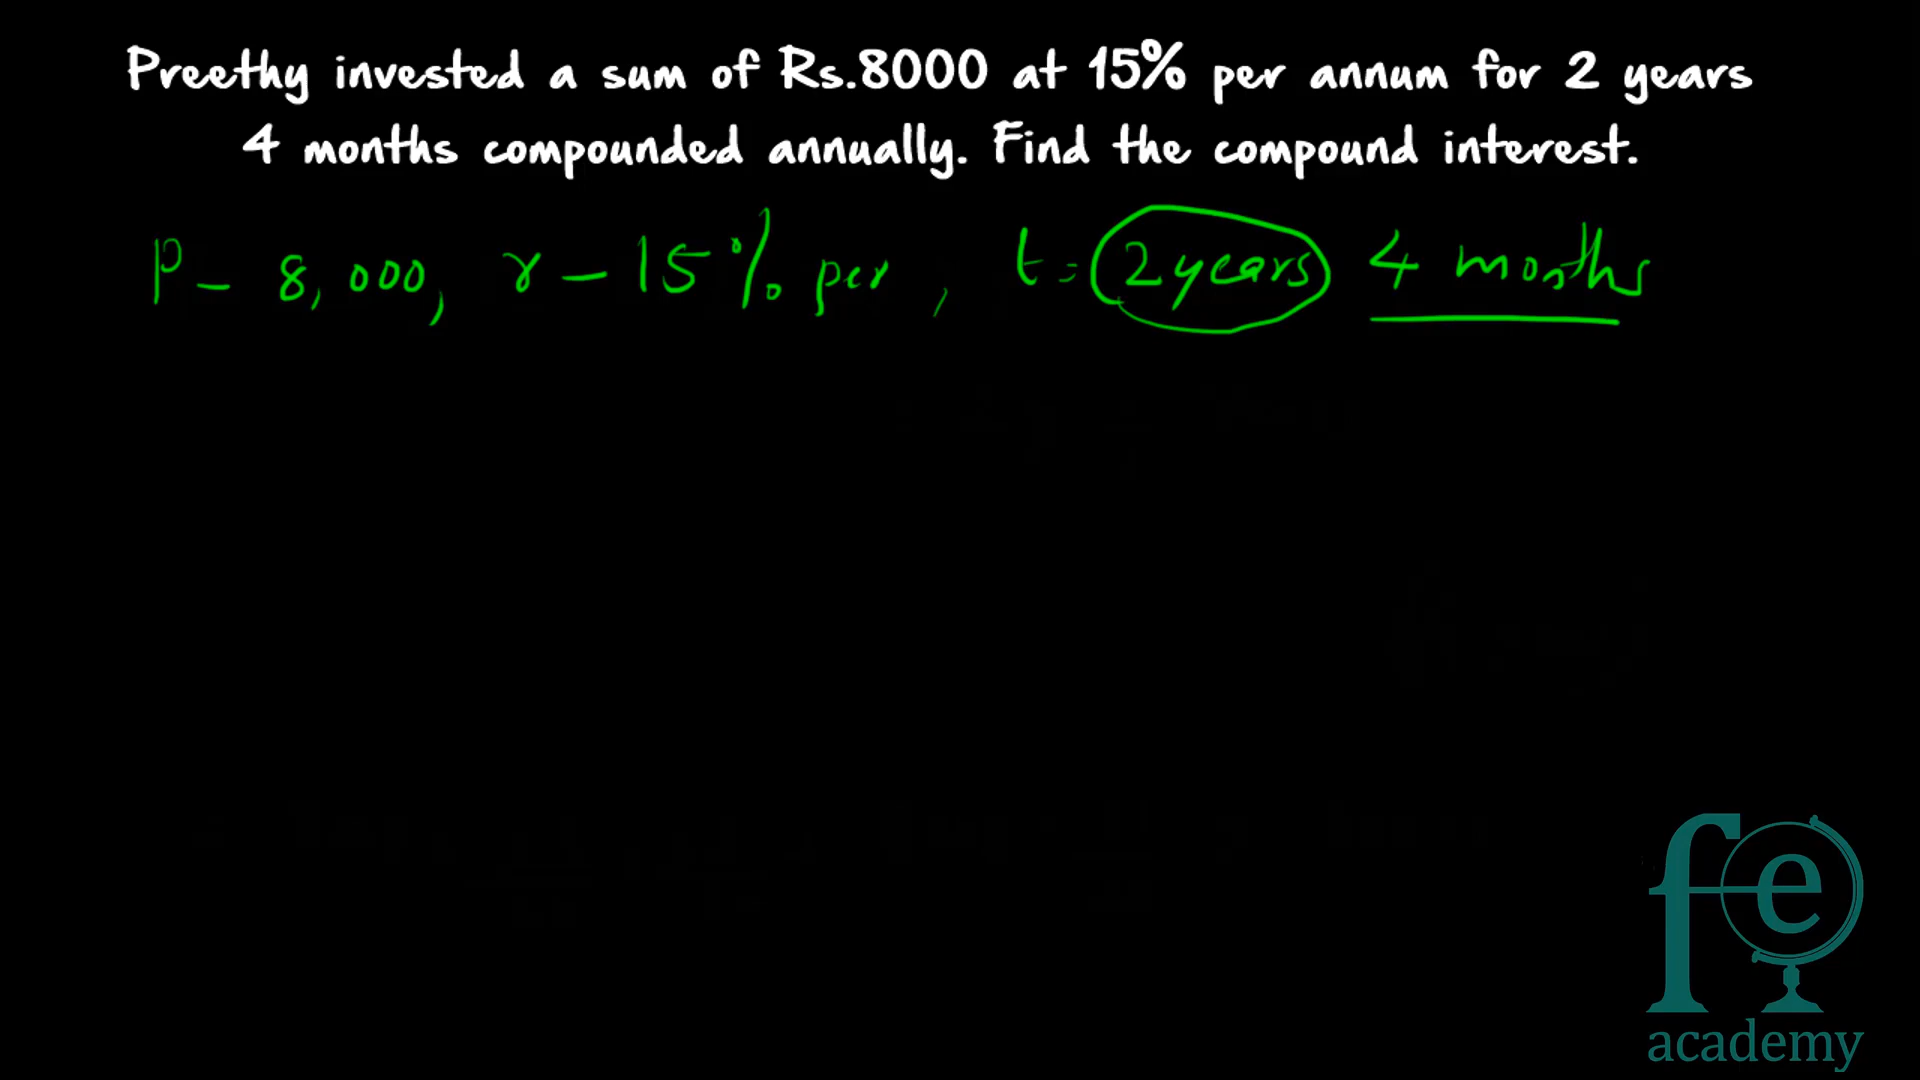 Preethy invested a sum of Rs.8000 at 15% per annum for 2 years
4 months compounded annually. Find the compound interest.
P - 8,000, r - 15% per , t = 2 years 4 months
fe
academy